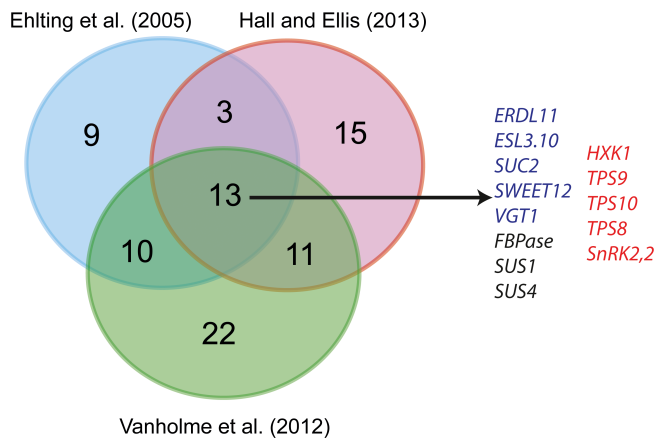 Ehlting et al. (2005)
Hall and Ellis (2013)
9
3
15
13
10
11
22
ERDL11
ESL3.10
SUC2
SWEET12
VGT1
FBPase
SUS1
SUS4
HXK1
TPS9
TPS10
TPS8
SnRK2,2
Vanholme et al. (2012)